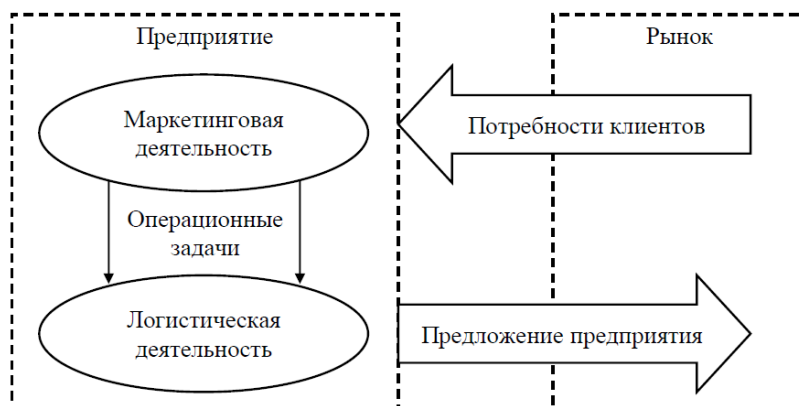 Предприятие
Рынок
Маркетинговая
деятельность
Потребности клиентов
Операционные
задачи
Логистическая
деятельность
Предложение предприятия